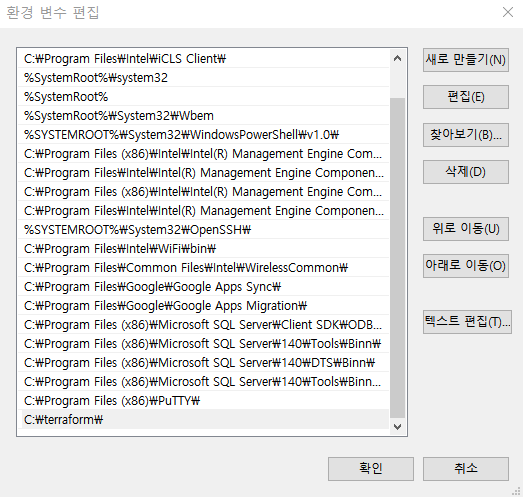 환경 변수 편집
C:₩Program Files₩Intel₩iCLS Client₩
%SystemRoot%₩system32
%SystemRoot%
%SystemRoot%₩System32₩Wbem
%SYSTEMROOT%₩System32₩WindowsPowerShell₩v1.0₩
C:₩Program Files (x86)₩Intel₩Intel(R) Management Engine Com...
C:₩Program Files₩Intel₩Intel(R) Management Engine Componen...
C:₩Program Files (x86)₩Intel₩Intel(R) Management Engine Com...
C:₩Program Files₩Intel₩Intel(R) Management Engine Componen...
%SYSTEMROOT%₩System32₩OpenSSH₩
C:₩Program Files₩Intel₩WiFi₩bin₩
C:₩Program Files₩Common Files₩Intel₩WirelessCommon₩
C:₩Program Files₩Google₩Google Apps Sync₩
C:₩Program Files₩Google₩Google Apps Migration₩
C:₩Program Files (x86)₩Microsoft SQL Server₩Client SDK₩ODB...
C:₩Program Files (x86)₩Microsoft SQL Server₩140₩Tools₩Binn₩
C:₩Program Files (x86)₩Microsoft SQL Server₩140₩DTS₩Binn₩
C:₩Program Files (x86)₩Microsoft SQL Server₩140₩Tools₩Binn...
C:₩Program Files (x86)₩PuTTY₩
C:₩terraform₩
새로 만들기(N)
편집(E)
찾아보기(B)...
삭제(D)
위로 이동(U)
아래로 이동(O)
텍스트 편집(T)...
확인
취소